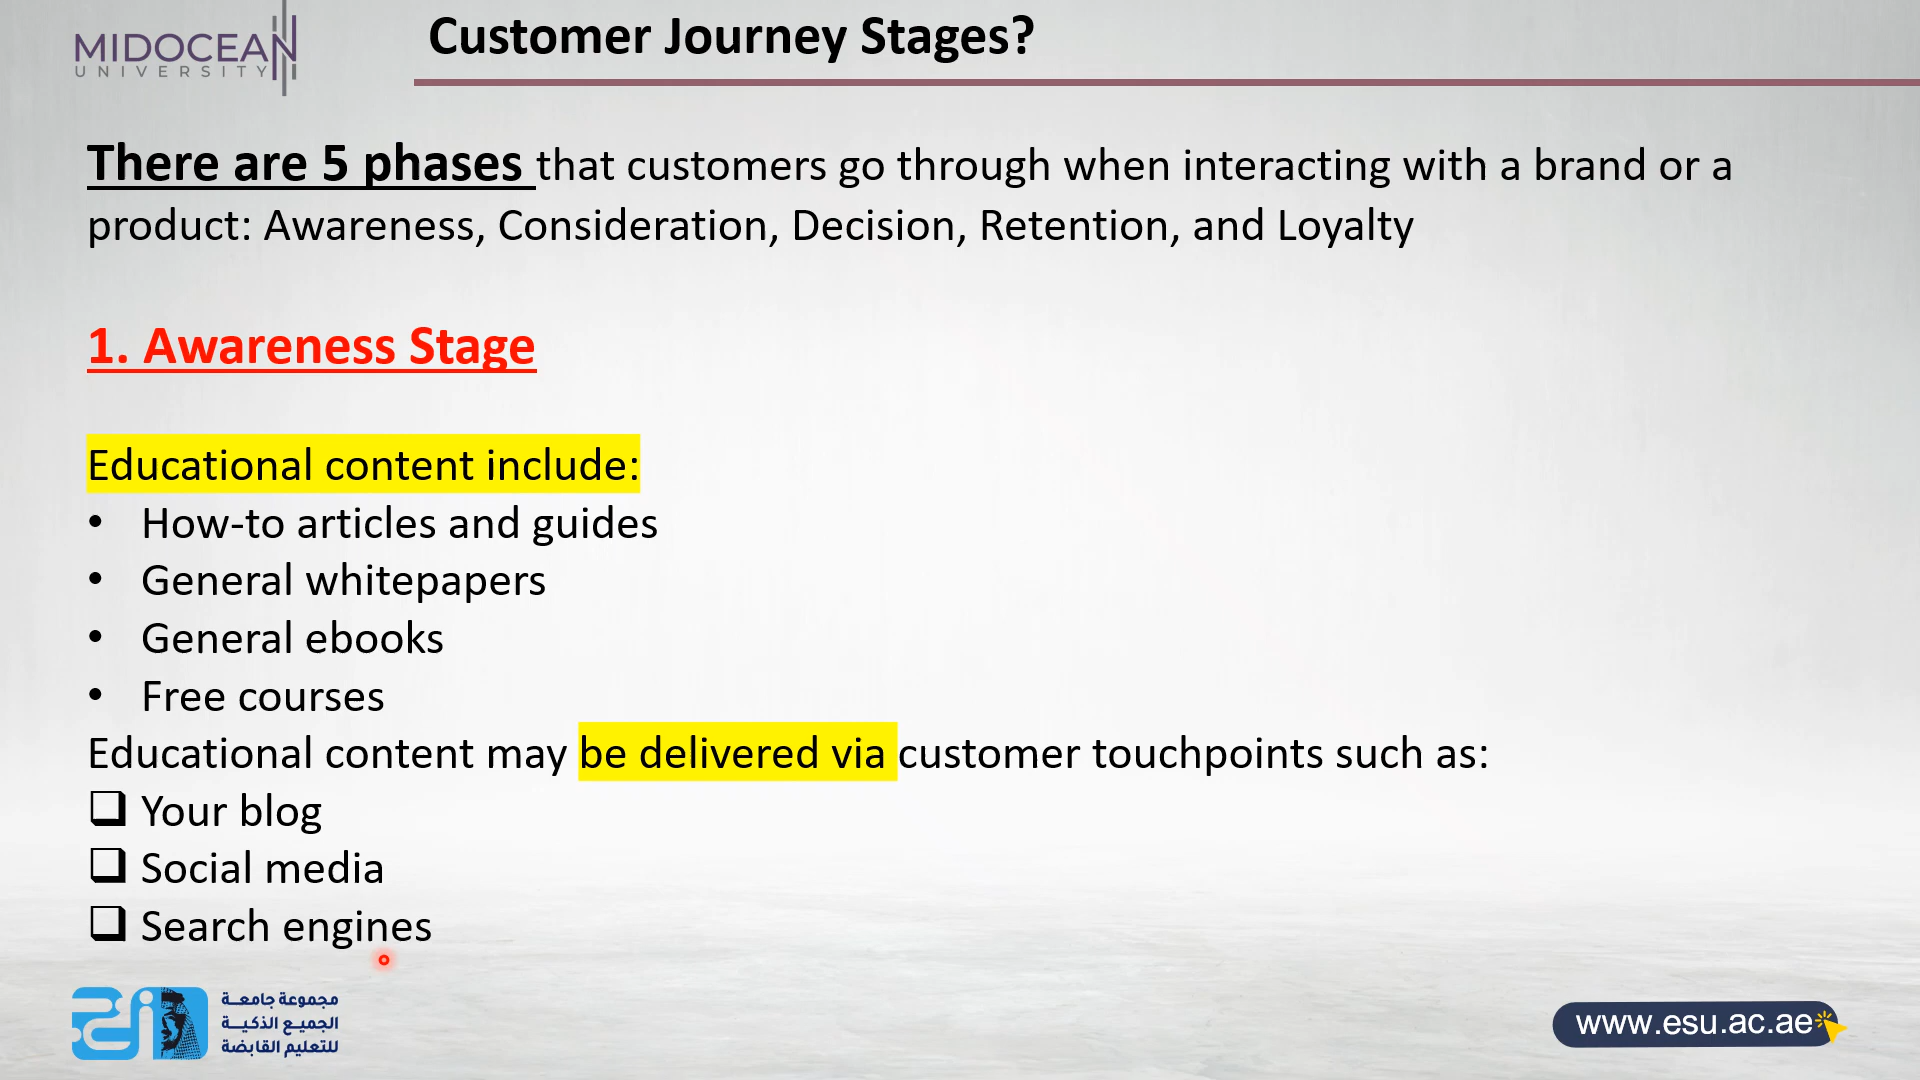 MIDOCEAN
UNIVERSITY
Customer Journey Stages?
There are 5 phases that customers go through when interacting with a brand or a
product: Awareness, Consideration, Decision, Retention, and Loyalty
1. Awareness Stage
Educational content include:
• How-to articles and guides
• General whitepapers
• General ebooks
• Free courses
Educational content may be delivered via customer touchpoints such as:
❑ Your blog
❑ Social media
❑ Search engines
مجموعة جامعـة
الجميـع الذكيـة
للتعليم القابضة
www.esu.ac.ae